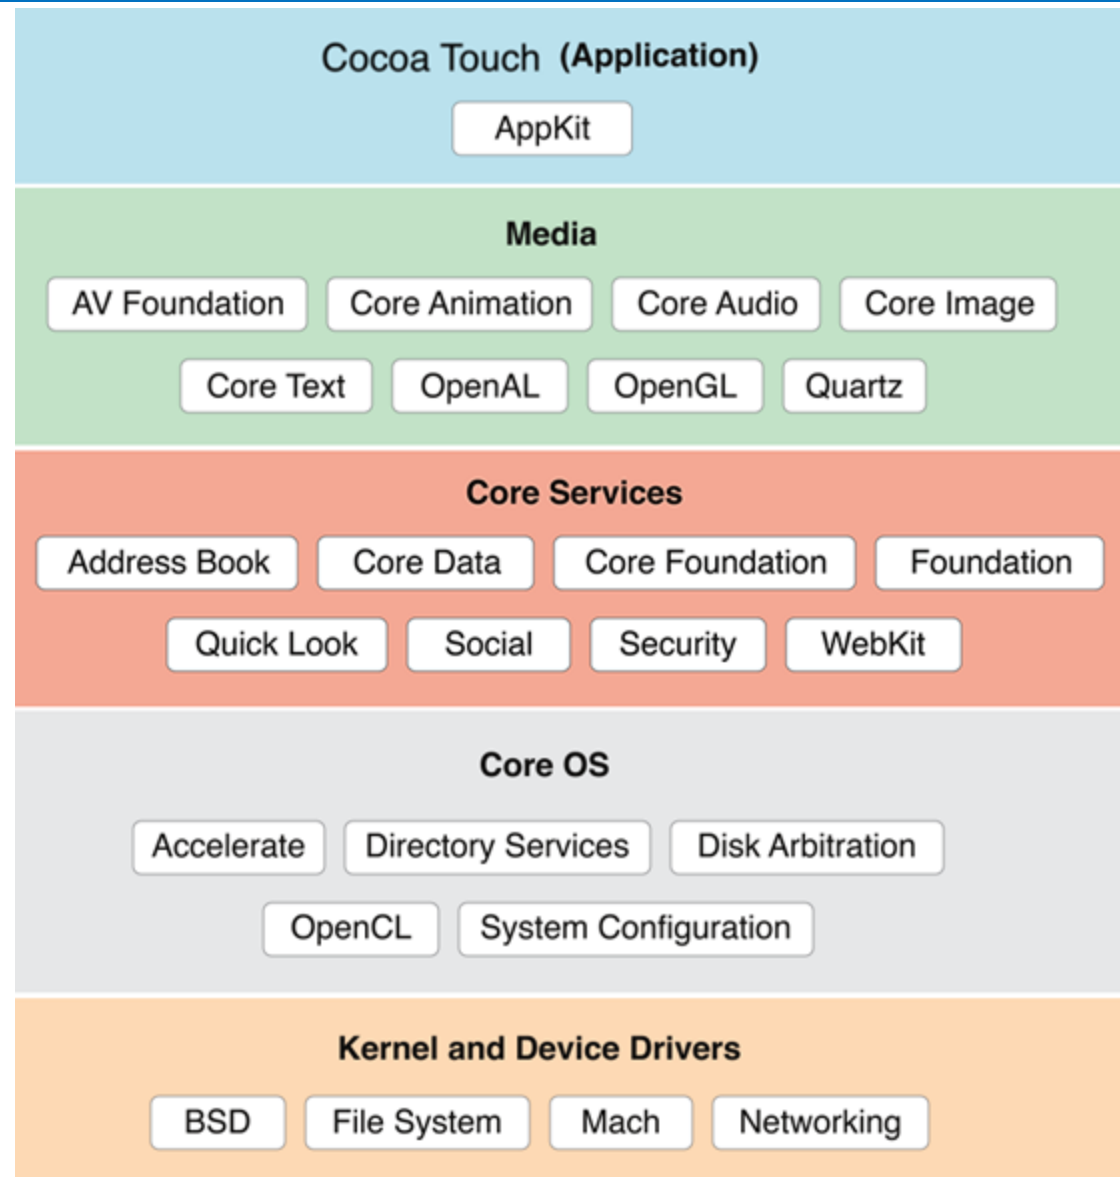 Cocoa Touch (Application)
AppKit
Media
AV Foundation Core Animation Core Audio Core Image
Core Text OpenAL OpenGL Quartz
Core Services
Address Book Core Data Core Foundation Foundation
Quick Look Social Security WebKit
Core OS
Accelerate Directory Services Disk Arbitration
OpenCL System Configuration
Kernel and Device Drivers
BSD File System Mach Networking